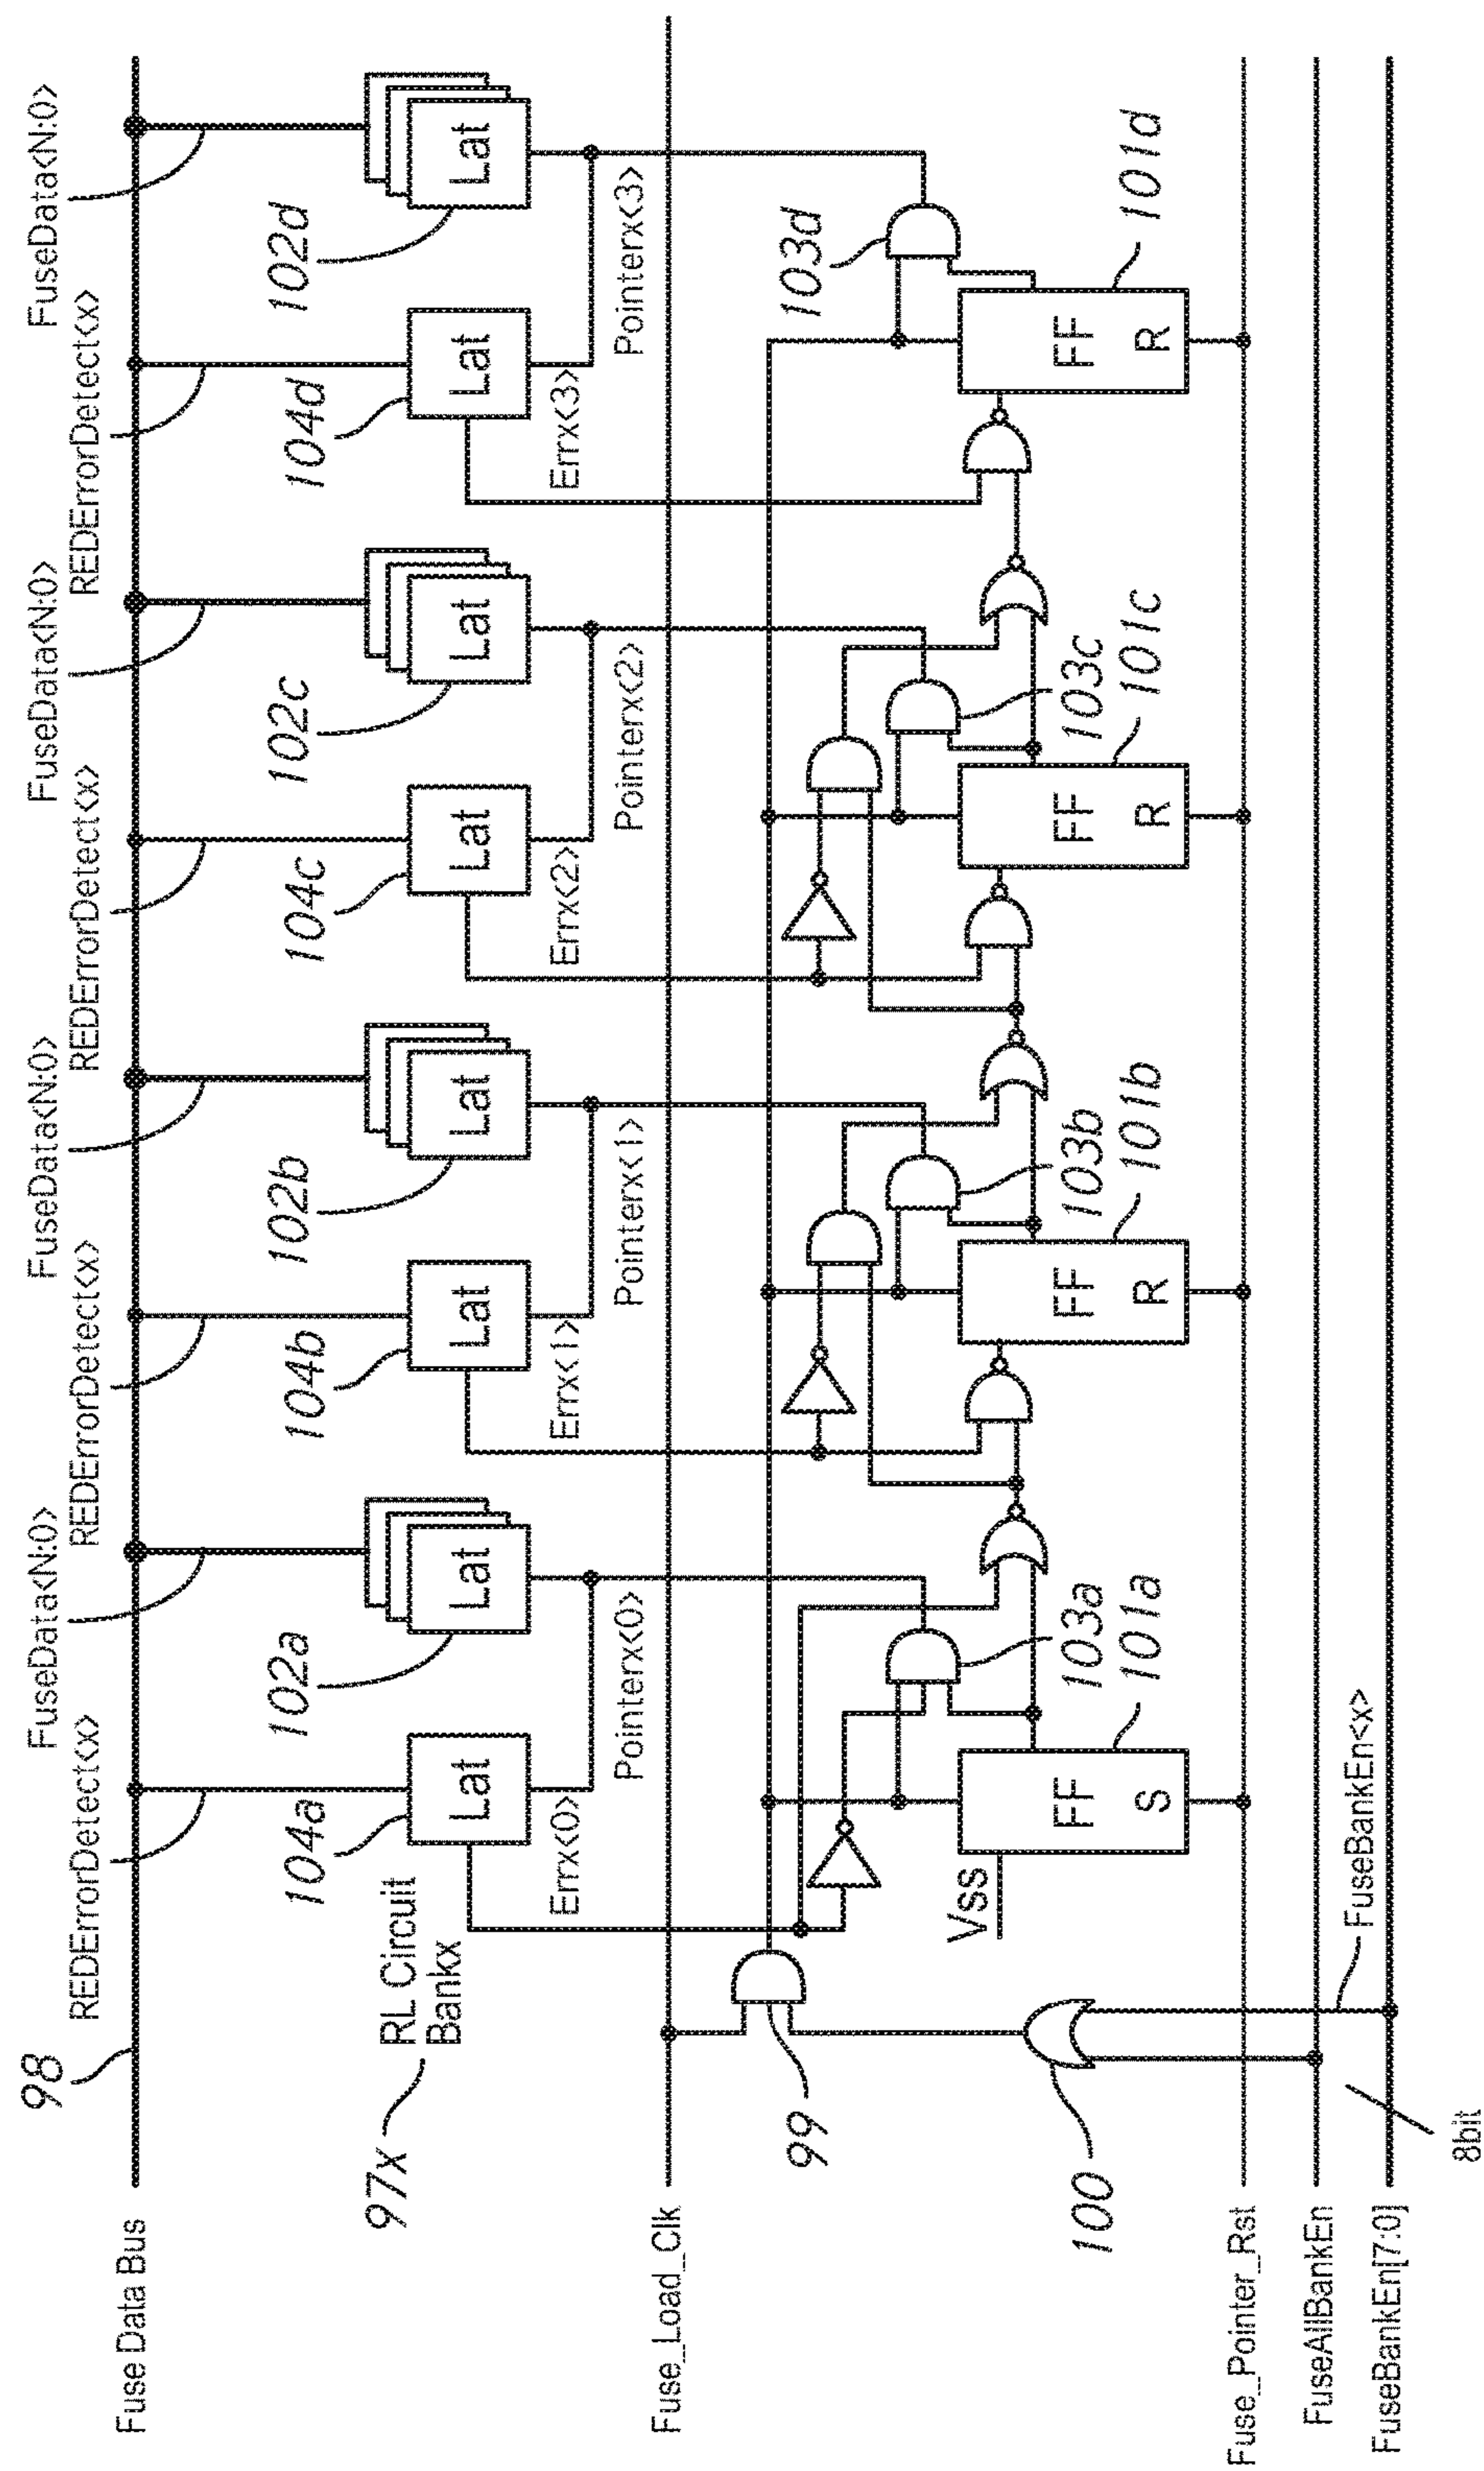 98
Fuse Data Bus
REDErrorDetect<x>
FuseData<N:0>
REDErrorDetect<x>
FuseData<N:0>
REDErrorDetect<x>
FuseData<N:0>
REDErrorDetect<x>
FuseData<N:0>
97x
RL Circuit
Bankx
104a
Lat
102a
Lat
104b
Lat
102b
Lat
104c
Lat
102c
Lat
104d
Lat
102d
Lat
Errx<0>
Pointerx<0>
Errx<1>
Pointerx<1>
Errx<2>
Pointerx<2>
Errx<3>
Pointerx<3>
Fuse_Load_Clk
99
103a
103b
103c
103d
Vss
FF
S
101a
FF
R
101b
FF
R
101c
FF
R
101d
100
Fuse_Pointer_Rst
FuseAllBankEn
FuseBankEn<x>
FuseBankEn[7:0]
8bit